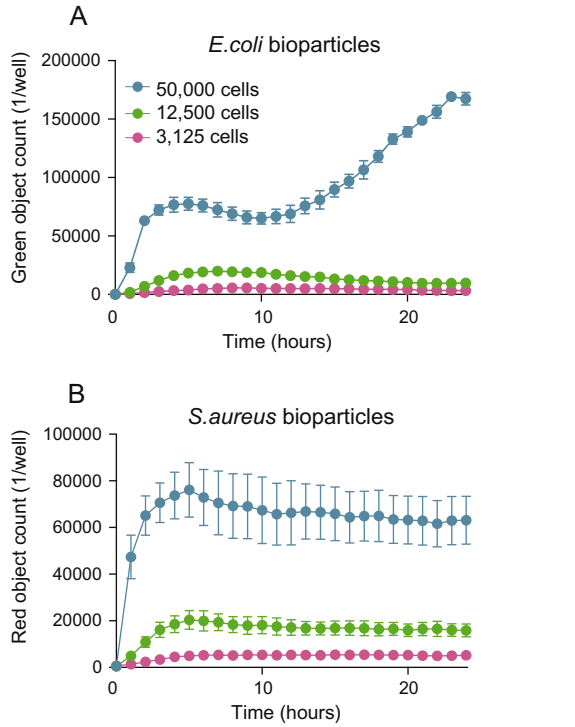 A
E.coli bioparticles
Green object count (1/well)
200000
150000
100000
50000
0
50,000 cells
12,500 cells
3,125 cells
0 10 20
Time (hours)
B
S.aureus bioparticles
Red object count (1/well)
100000
80000
60000
40000
20000
0
0 10 20
Time (hours)